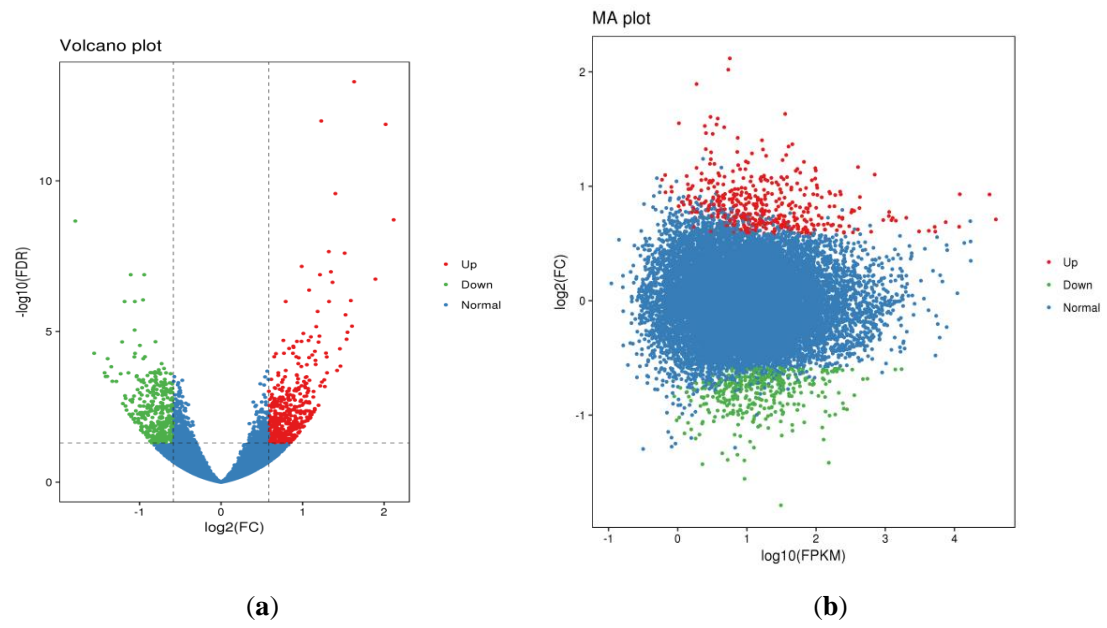 Volcano plot
10
5
0
-log10(FDR)
-1
0
1
2
log2(FC)
Up
Down
Normal
(a)
MA plot
2
1
0
-1
log2(FC)
-1
0
1
2
3
4
log10(FPKM)
Up
Down
Normal
(b)